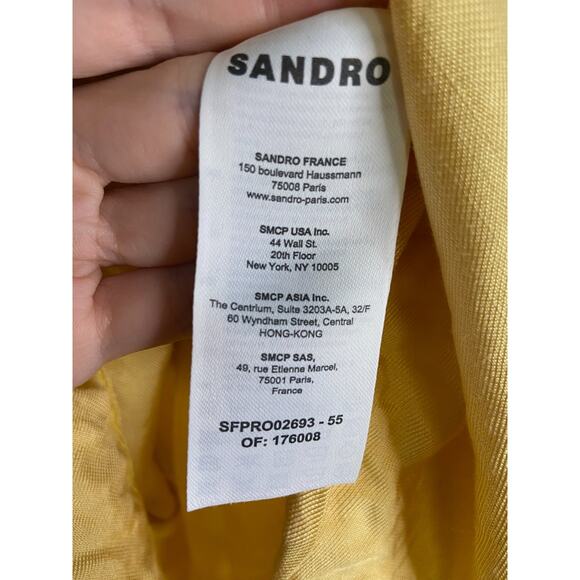 SANDRO
SANDRO FRANCE
150 boulevard Haussmann
75008 Paris
www.sandro-paris.com
SMCP USA Inc.
44 Wall St.
20th Floor
New York, NY 10005
SMCP ASIA Inc.
The Centrium, Suite 3203A-5A, 32/F
60 Wyndham Street, Central
HONG-KONG
SMCP SAS,
49, rue Etienne Marcel,
75001 Paris,
France
SFPRO02693 - 55
OF: 176008